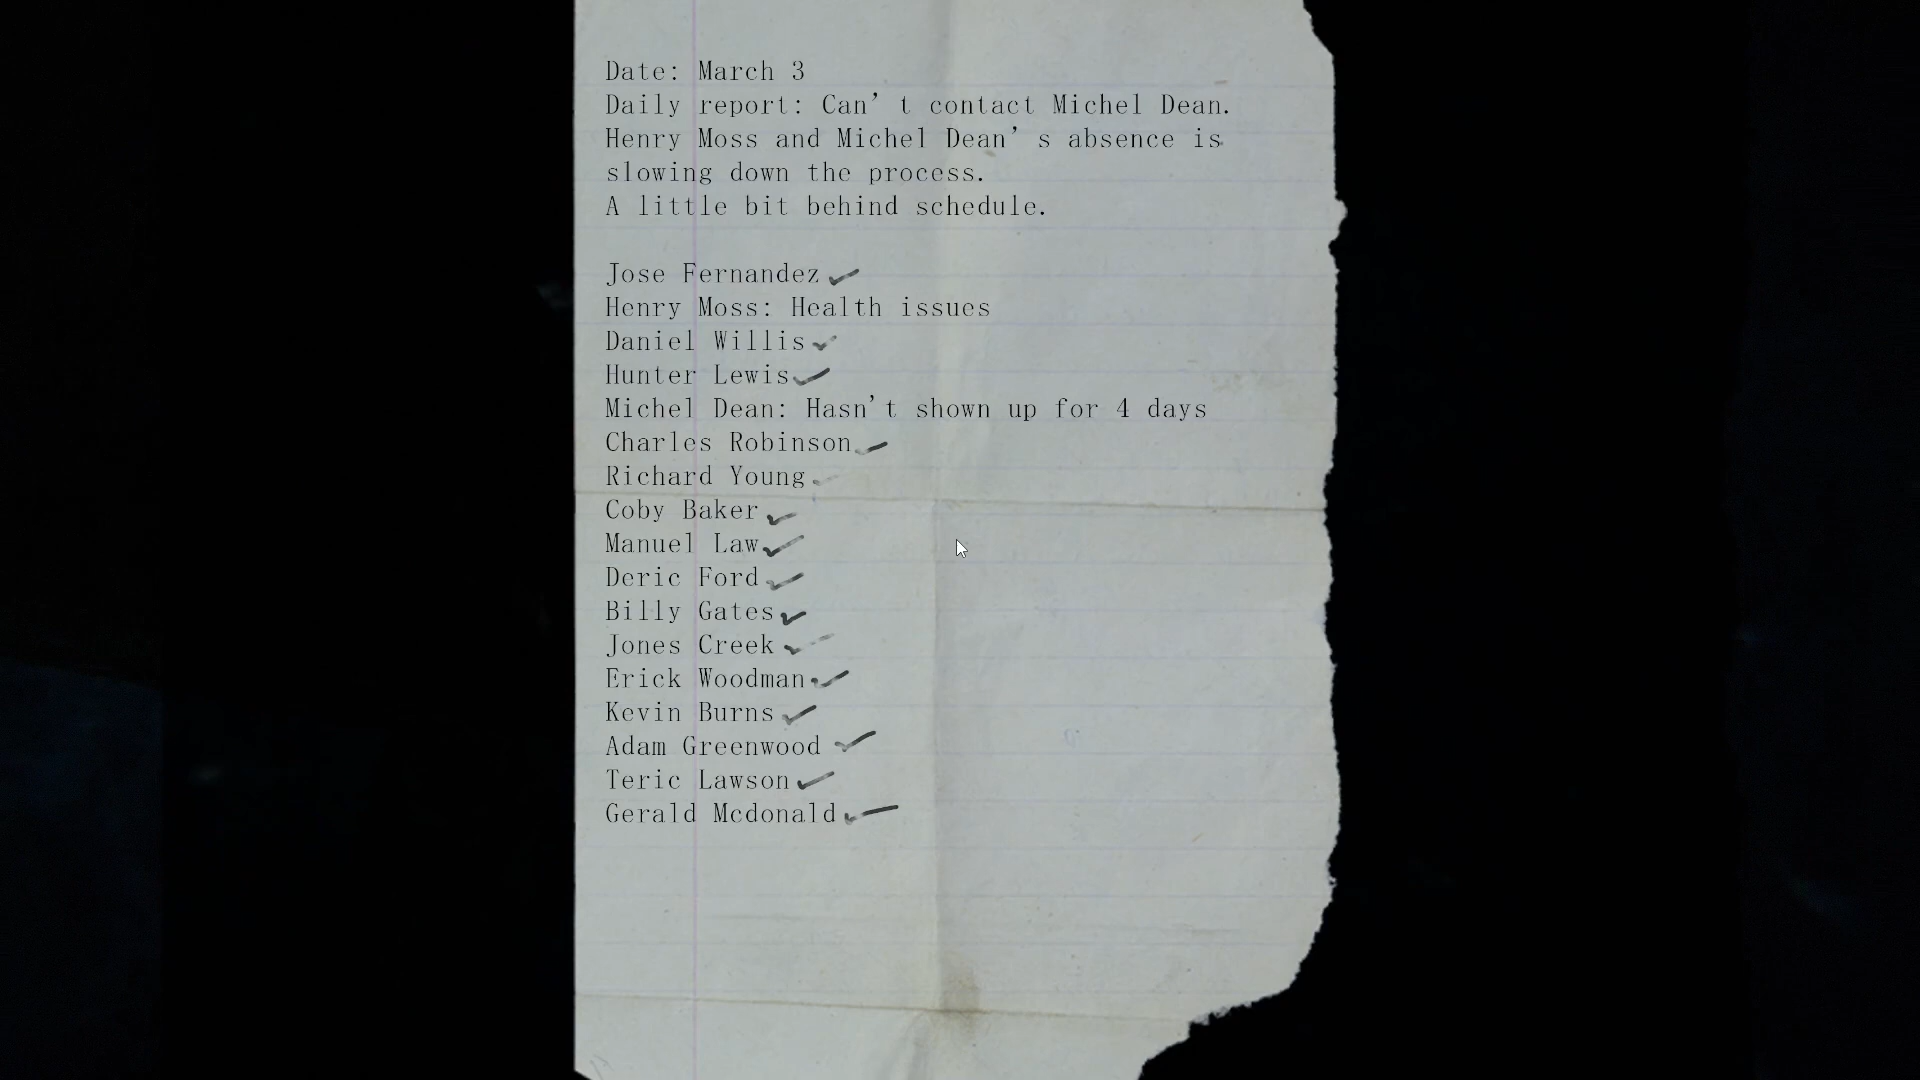 Date: March 3
Daily report: Can’t contact Michel Dean.
Henry Moss and Michel Dean’s absence is
slowing down the process.
A little bit behind schedule.
Jose Fernandez ✓
Henry Moss: Health issues
Daniel Willis ✓
Hunter Lewis ✓
Michel Dean: Hasn't shown up for 4 days
Charles Robinson ✓
Richard Young ✓
Coby Baker ✓
Manuel Law ✓
Deric Ford ✓
Billy Gates ✓
Jones Creek ✓
Erick Woodman ✓
Kevin Burns ✓
Adam Greenwood ✓
Teric Lawson ✓
Gerald Mcdonald ✓